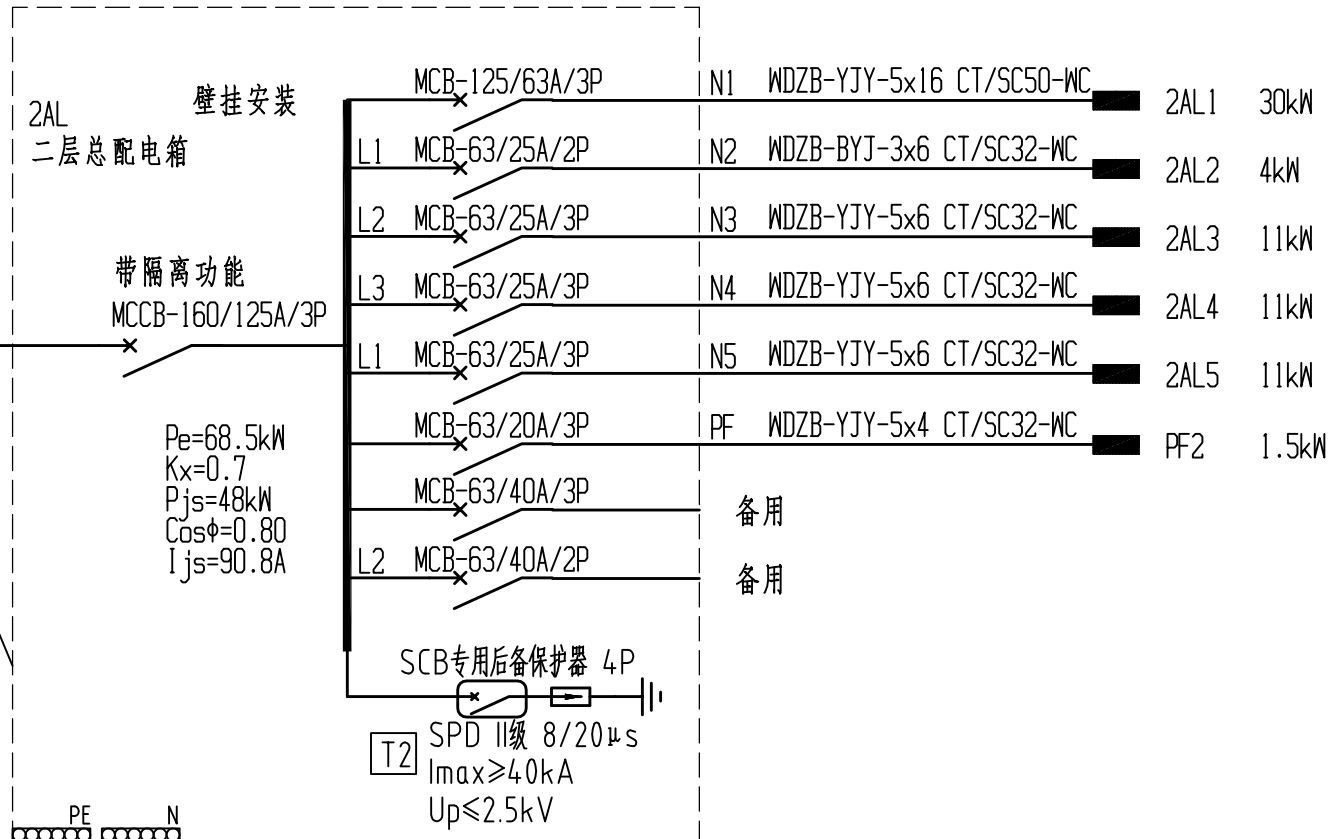 2AL
二层总配电箱
壁挂安装
带隔离功能
MCCB-160/125A/3P
Pe=68.5kW
Kx=0.7
Pjs=48kW
Cosϕ=0.80
Ijs=90.8A
MCB-125/63A/3P N1 WDZB-YJY-5x16 CT/SC50-WC 2AL1 30kW
L1 MCB-63/25A/2P N2 WDZB-BYJ-3x6 CT/SC32-WC 2AL2 4kW
L2 MCB-63/25A/3P N3 WDZB-YJY-5x6 CT/SC32-WC 2AL3 11kW
L3 MCB-63/25A/3P N4 WDZB-YJY-5x6 CT/SC32-WC 2AL4 11kW
L1 MCB-63/25A/3P N5 WDZB-YJY-5x6 CT/SC32-WC 2AL5 11kW
MCB-63/20A/3P PF WDZB-YJY-5x4 CT/SC32-WC PF2 1.5kW
MCB-63/40A/3P 备用
L2 MCB-63/40A/2P 备用
SCB专用后备保护器 4P
T2
SPD II级 8/20μs
Imax≥40kA
Up≤2.5kV
PE N